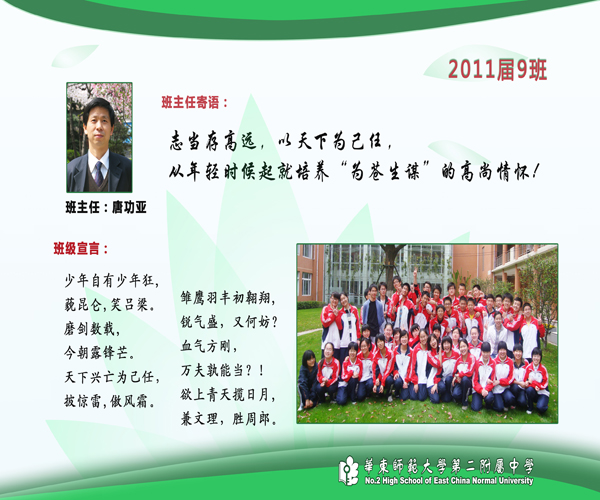 2011届9班
班主任寄语：
志当存高远，以天下为己任，
从年轻时候起就培养“为苍生谋”的高尚情怀！
班主任：唐功亚
班级宣言：
少年自有少年狂，
藐昆仑，笑吕梁。
磨剑数载，
今朝露锋芒。
天下兴亡为己任，
披惊雷，傲风霜。
雏鹰羽丰初翱翔，
锐气盛，又何妨？
血气方刚，
万夫孰能当？！
欲上青天揽日月，
兼文理，胜周郎。
華東師範大學第二附屬中學
No.2 High School of East China Normal University